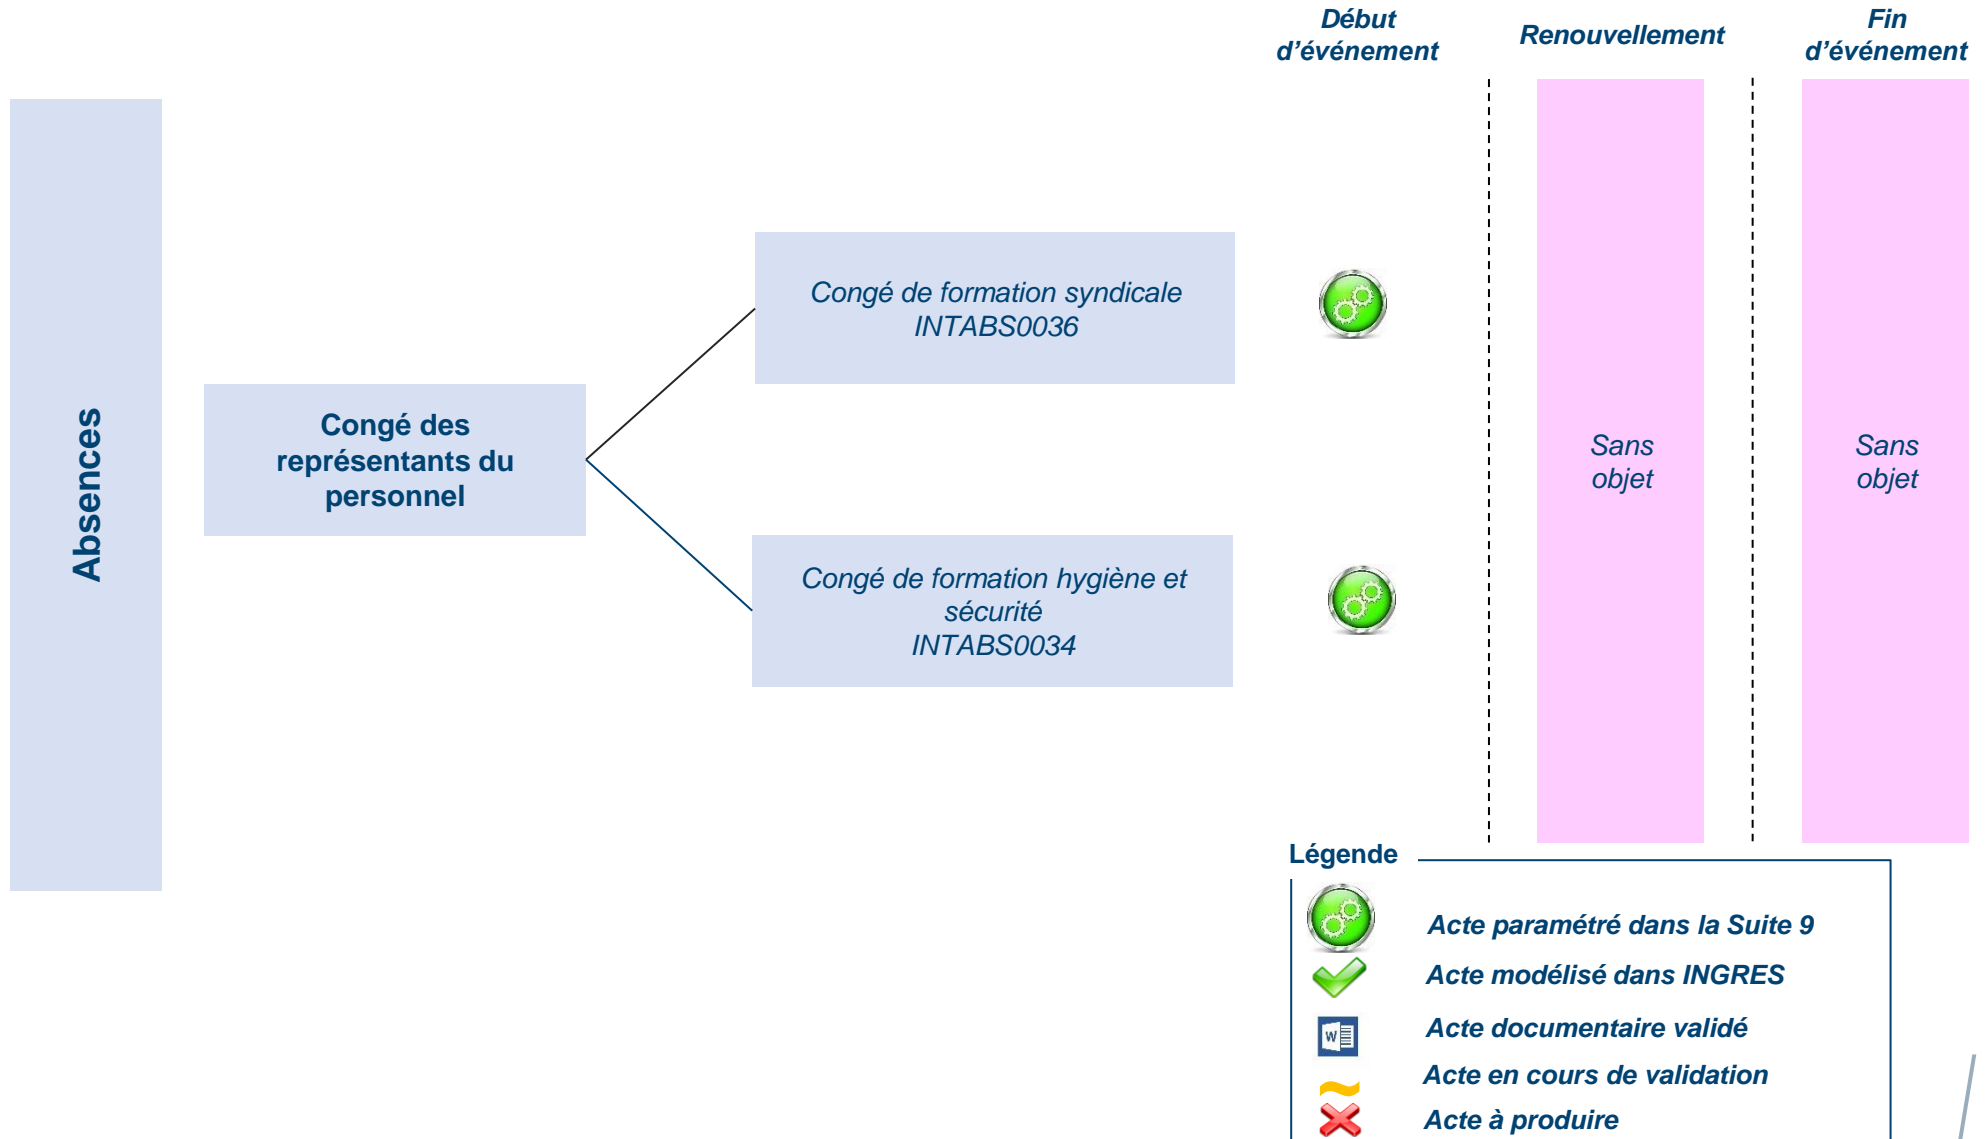 Début
d'événement
Renouvellement
Fin
d'événement
Absences
Congé des
représentants du
personnel
Congé de formation syndicale
INTABS0036
Congé de formation hygiène et
sécurité
INTABS0034
Sans
objet
Sans
objet
Légende
Acte paramétré dans la Suite 9
Acte modélisé dans INGRES
W
Acte documentaire validé
Acte en cours de validation
Acte à produire